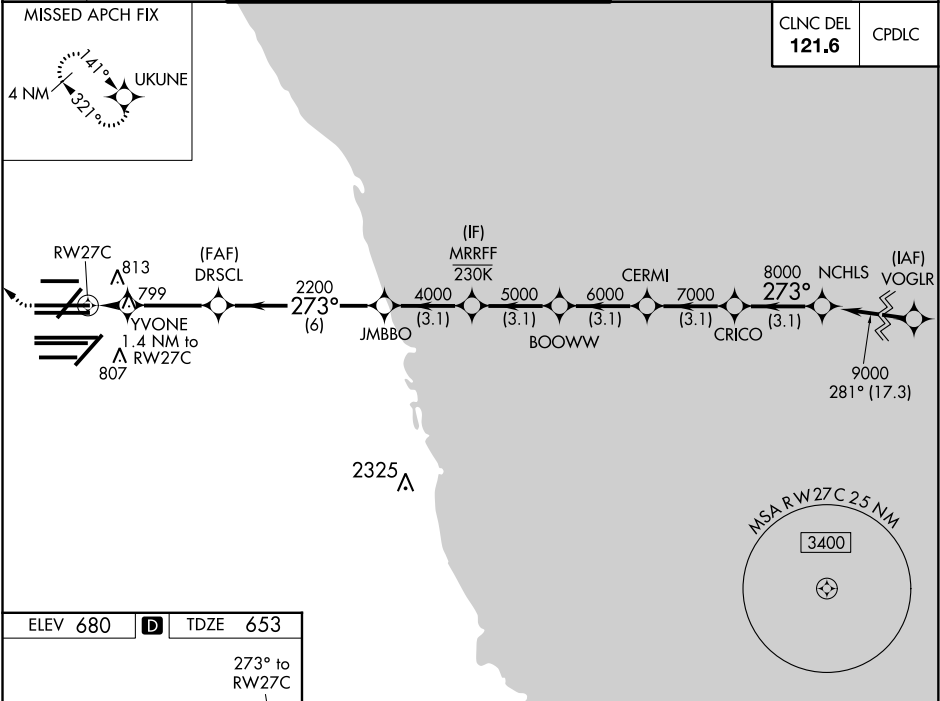 MISSED APCH FIX
141°
UKUNE
4 NM
321°
CLNC DEL
121.6
CPDLC
RW27C
813
799
YVONE
1.4 NM to
RW27C
807
(FAF)
DRSCL
2200
273°
(6)
JMBBO
4000
(3.1)
(IF)
MRRFF
230K
5000
(3.1)
BOOWW
6000
(3.1)
CERMI
7000
(3.1)
CRICO
8000
273°
(3.1)
NCHLS
(IAF)
VOGLR
9000
281° (17.3)
2325
MSA RW27C 25 NM
3400
ELEV 680
D
TDZE 653
273° to
RW27C